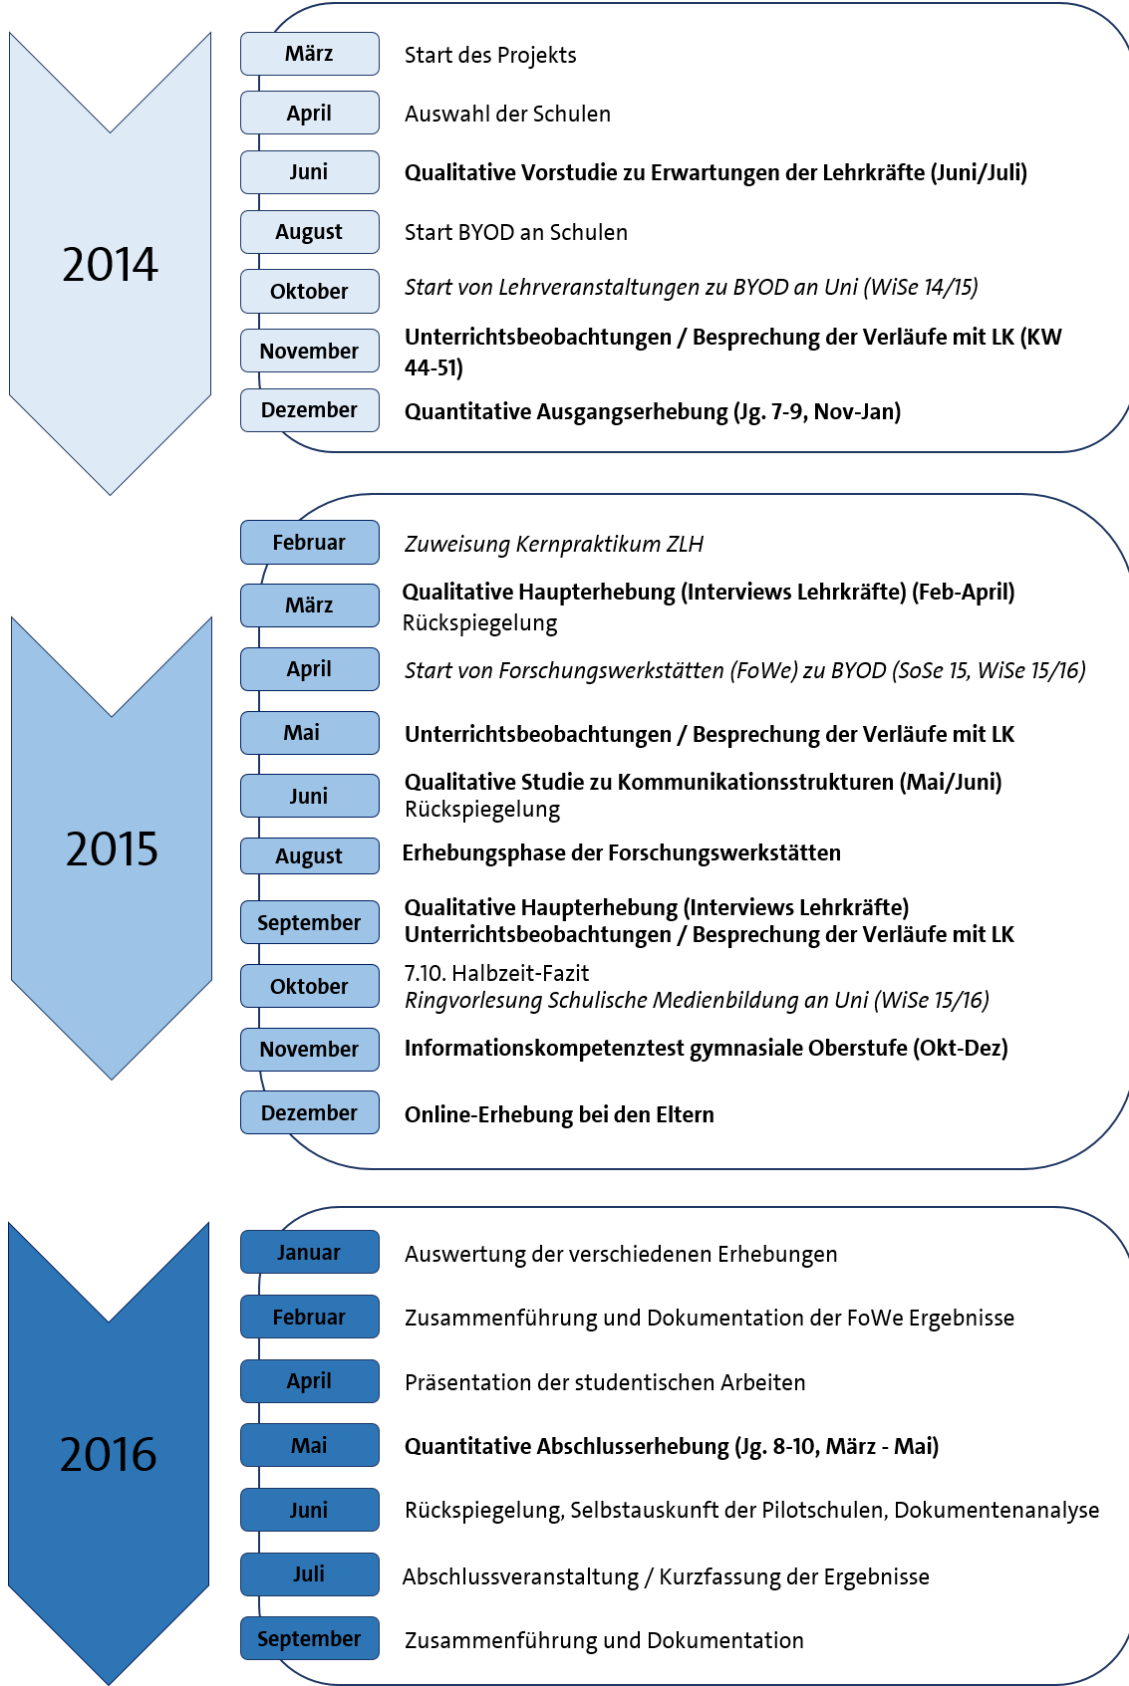 2014
März
Start des Projekts
April
Auswahl der Schulen
Juni
Qualitative Vorstudie zu Erwartungen der Lehrkräfte (Juni/Juli)
August
Start BYOD an Schulen
Oktober
Start von Lehrveranstaltungen zu BYOD an Uni (WiSe 14/15)
November
Unterrichtsbeobachtungen / Besprechung der Verläufe mit LK (KW
44-51)
Dezember
Quantitative Ausgangserhebung (Jg. 7-9, Nov-Jan)
2015
Februar
Zuweisung Kernpraktikum ZLH
März
Qualitative Haupterhebung (Interviews Lehrkräfte) (Feb-April)
Rückspiegelung
April
Start von Forschungswerkstätten (FoWe) zu BYOD (SoSe 15, WiSe 15/16)
Mai
Unterrichtsbeobachtungen / Besprechung der Verläufe mit LK
Juni
Qualitative Studie zu Kommunikationsstrukturen (Mai/Juni)
Rückspiegelung
August
Erhebungsphase der Forschungswerkstätten
September
Qualitative Haupterhebung (Interviews Lehrkräfte)
Unterrichtsbeobachtungen / Besprechung der Verläufe mit LK
Oktober
7.10. Halbzeit-Fazit
Ringvorlesung Schulische Medienbildung an Uni (WiSe 15/16)
November
Informationskompetenztest gymnasiale Oberstufe (Okt-Dez)
Dezember
Online-Erhebung bei den Eltern
2016
Januar
Auswertung der verschiedenen Erhebungen
Februar
Zusammenführung und Dokumentation der FoWe Ergebnisse
April
Präsentation der studentischen Arbeiten
Mai
Quantitative Abschlusserhebung (Jg. 8-10, März - Mai)
Juni
Rückspiegelung, Selbstauskunft der Pilotschulen, Dokumentenanalyse
Juli
Abschlussveranstaltung / Kurzfassung der Ergebnisse
September
Zusammenführung und Dokumentation